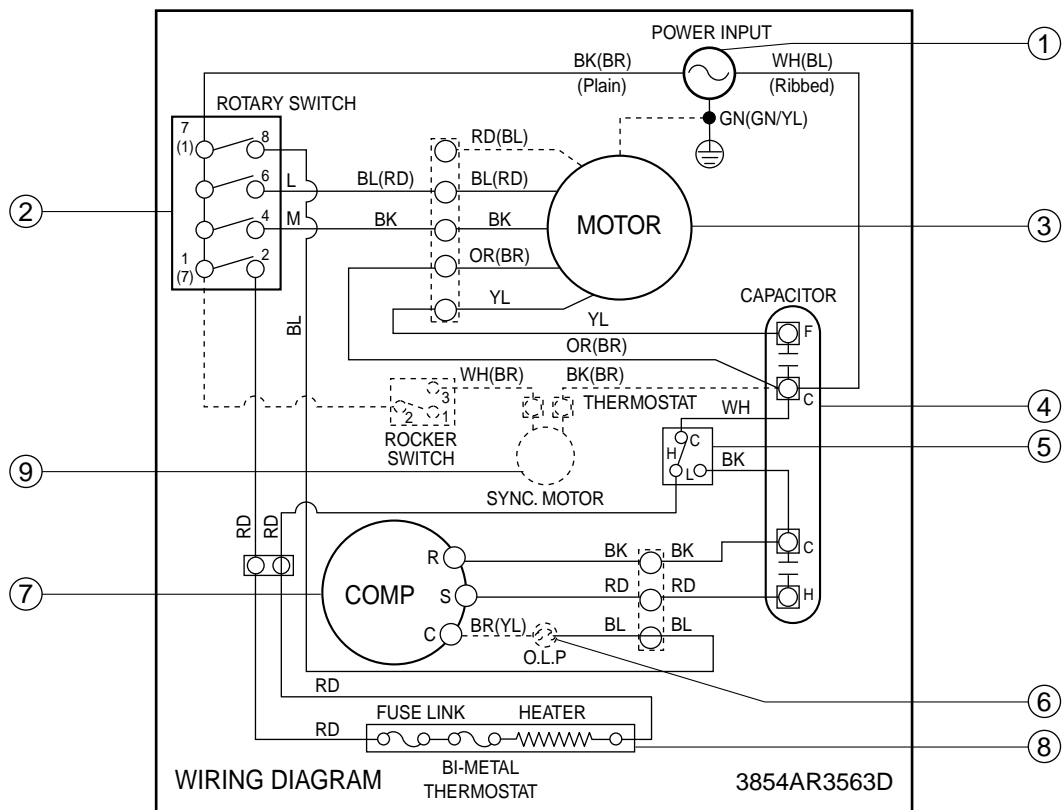 POWER INPUT
1
BK(BR)
(Plain)
WH(BL)
(Ribbed)
ROTARY SWITCH
GN(GN/YL)
7
(1)
8
RD(BL)
6
L
BL(RD)
BL(RD)
2
4
M
BK
BK
MOTOR
3
1
(7)
2
OR(BR)
YL
CAPACITOR
BL
YL
F
OR(BR)
WH(BR)
BK(BR)
3
2
1
THERMOSTAT
C
WH
4
ROCKER
SWITCH
C
H
L
BK
5
9
SYNC. MOTOR
RD
RD
R
BK
BK
C
7
COMP
S
RD
RD
H
C
BR(YL)
BL
BL
O.L.P
RD
6
FUSE LINK
HEATER
RD
8
BI-METAL
THERMOSTAT
WIRING DIAGRAM
3854AR3563D